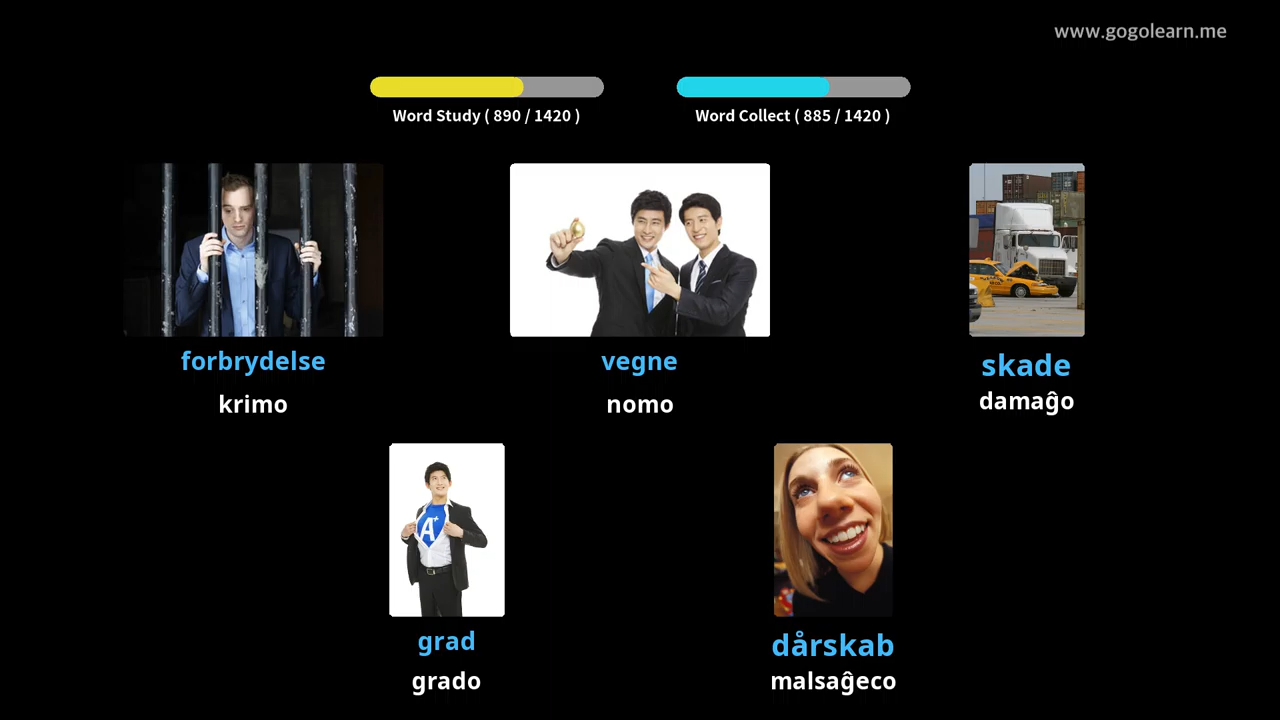 www.gogolearn.me
Word Study ( 890 / 1420 )
Word Collect ( 885 / 1420 )
forbrydelse
krimo
vegne
nomo
skade
damaĝo
A+
grad
grado
dårskab
malsaĝeco